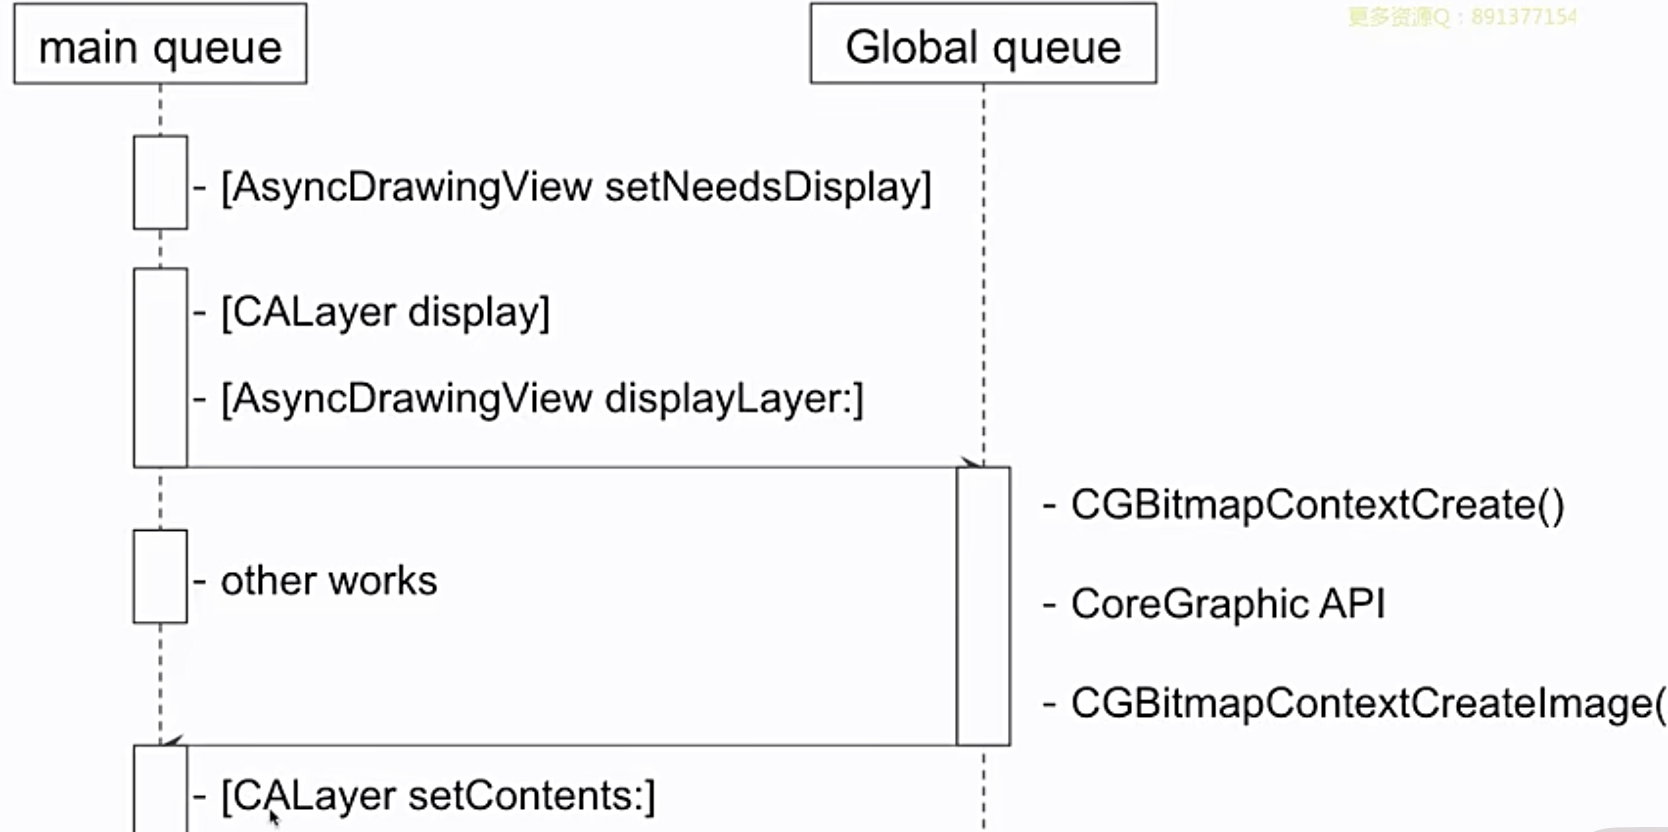 main queue
Global queue
更多资源Q：891377154
- [AsyncDrawingView setNeedsDisplay]
- [CALayer display]
- [AsyncDrawingView displayLayer:]
- CGBitmapContextCreate()
- other works
- CoreGraphic API
- CGBitmapContextCreateImage(
- [CALayer setContents:]